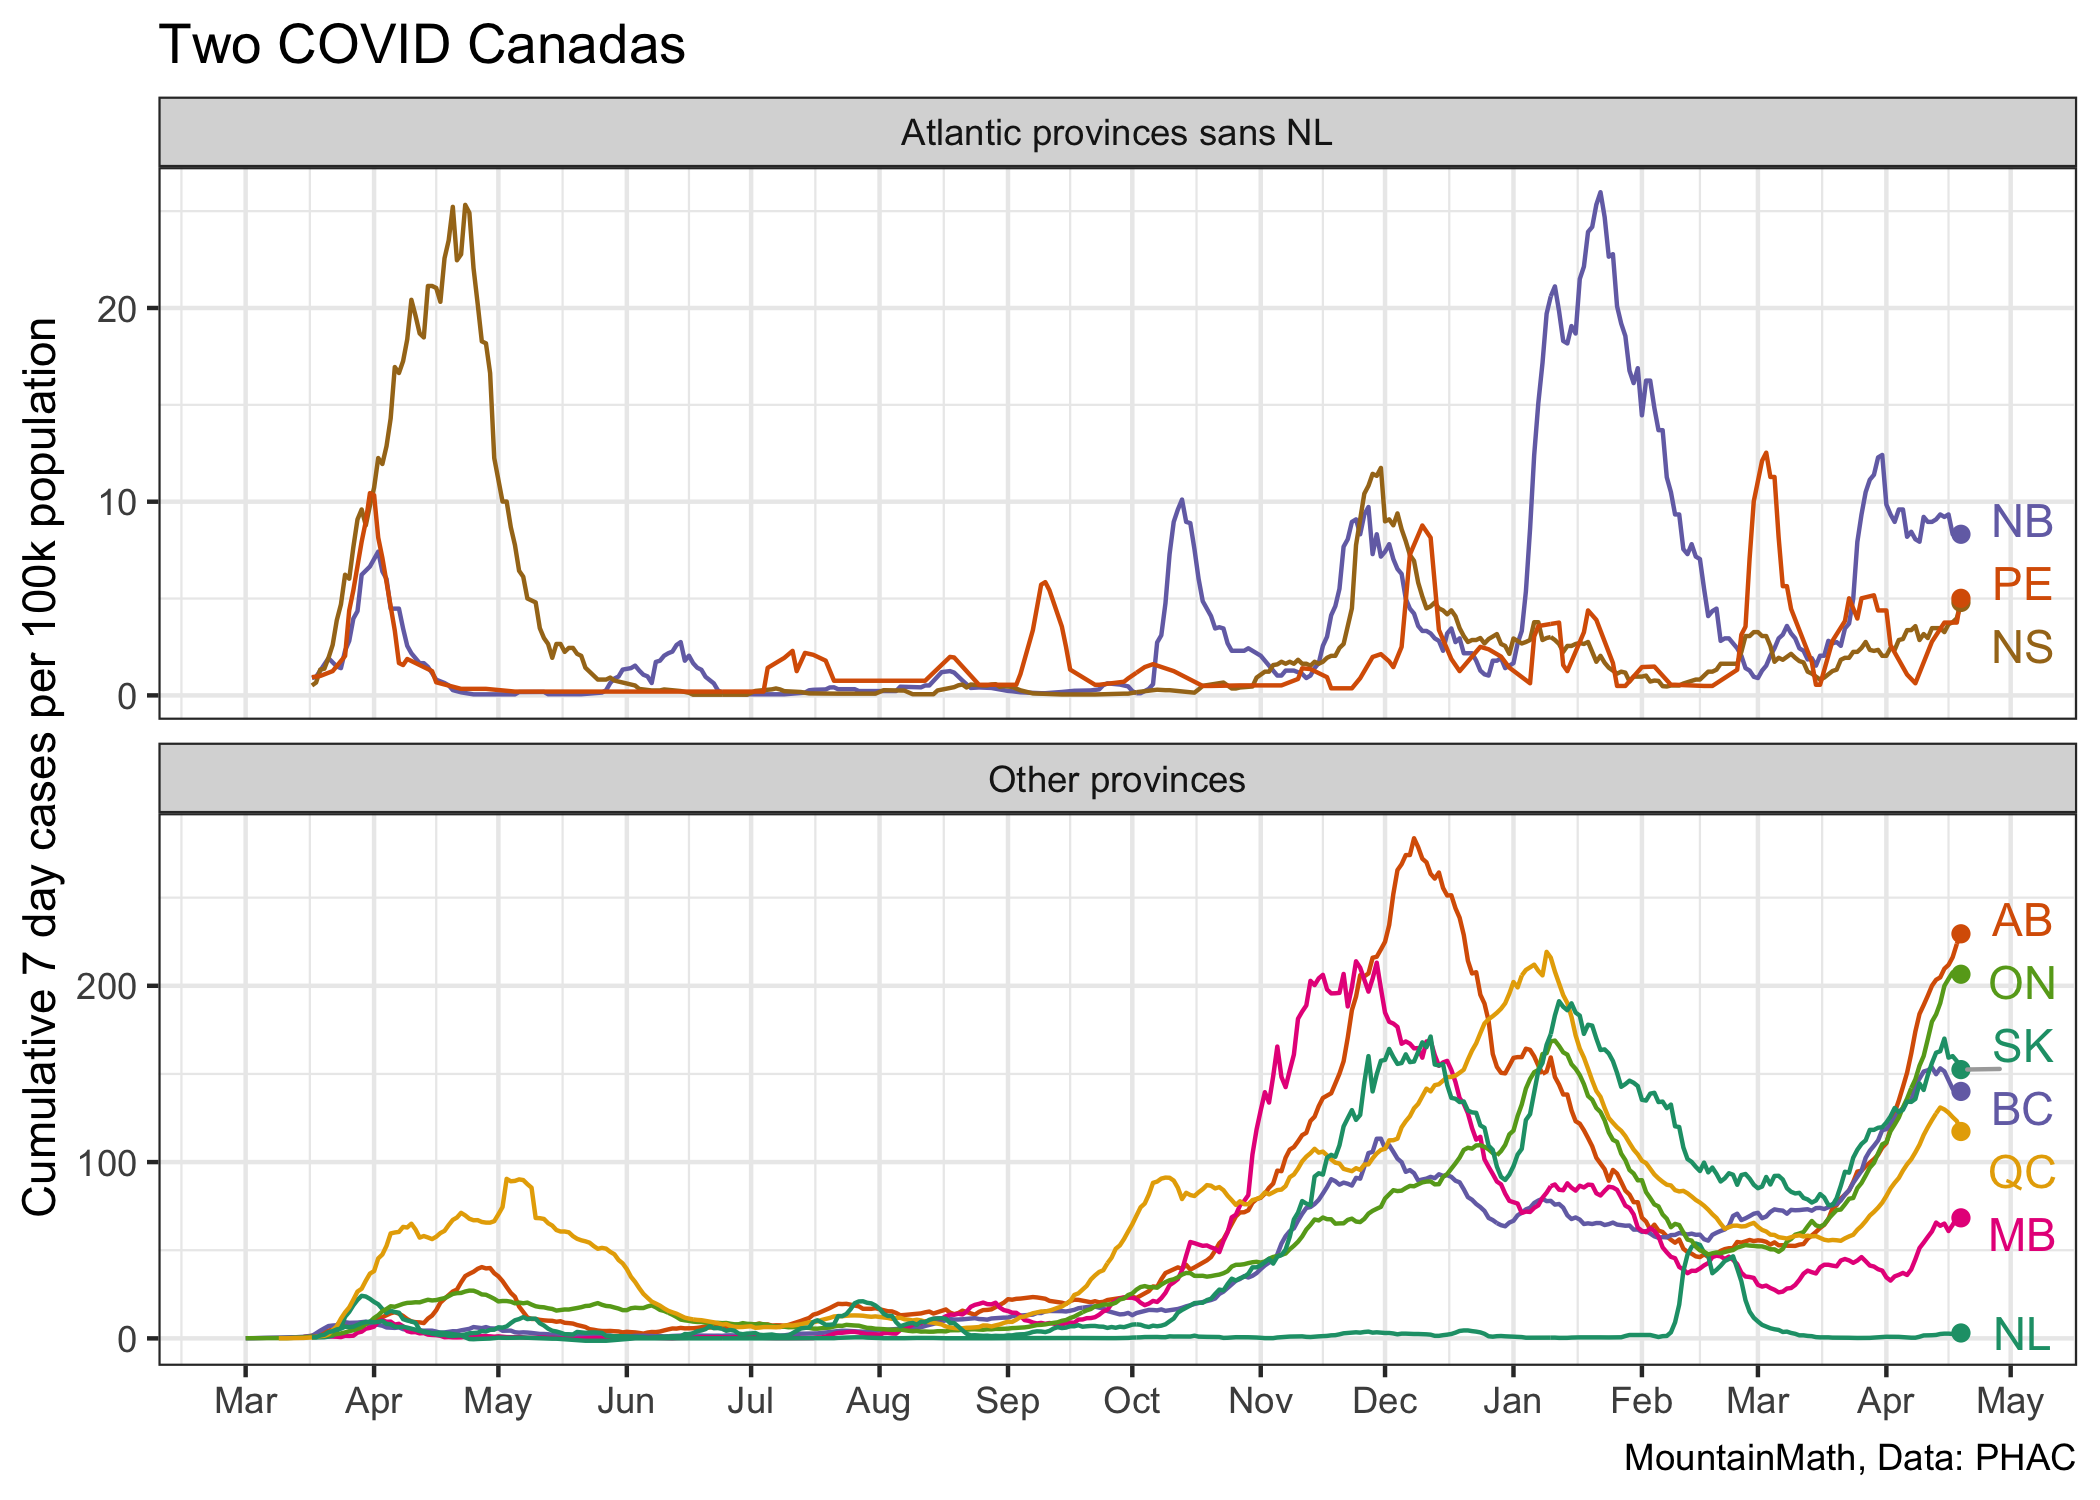 Two COVID Canadas
Atlantic provinces sans NL
20
10
0
NB
PE
NS
Cumulative 7 day cases per 100k population
Other provinces
200
100
0
AB
ON
SK
BC
QC
MB
NL
Mar Apr May Jun Jul Aug Sep Oct Nov Dec Jan Feb Mar Apr May
MountainMath, Data: PHAC